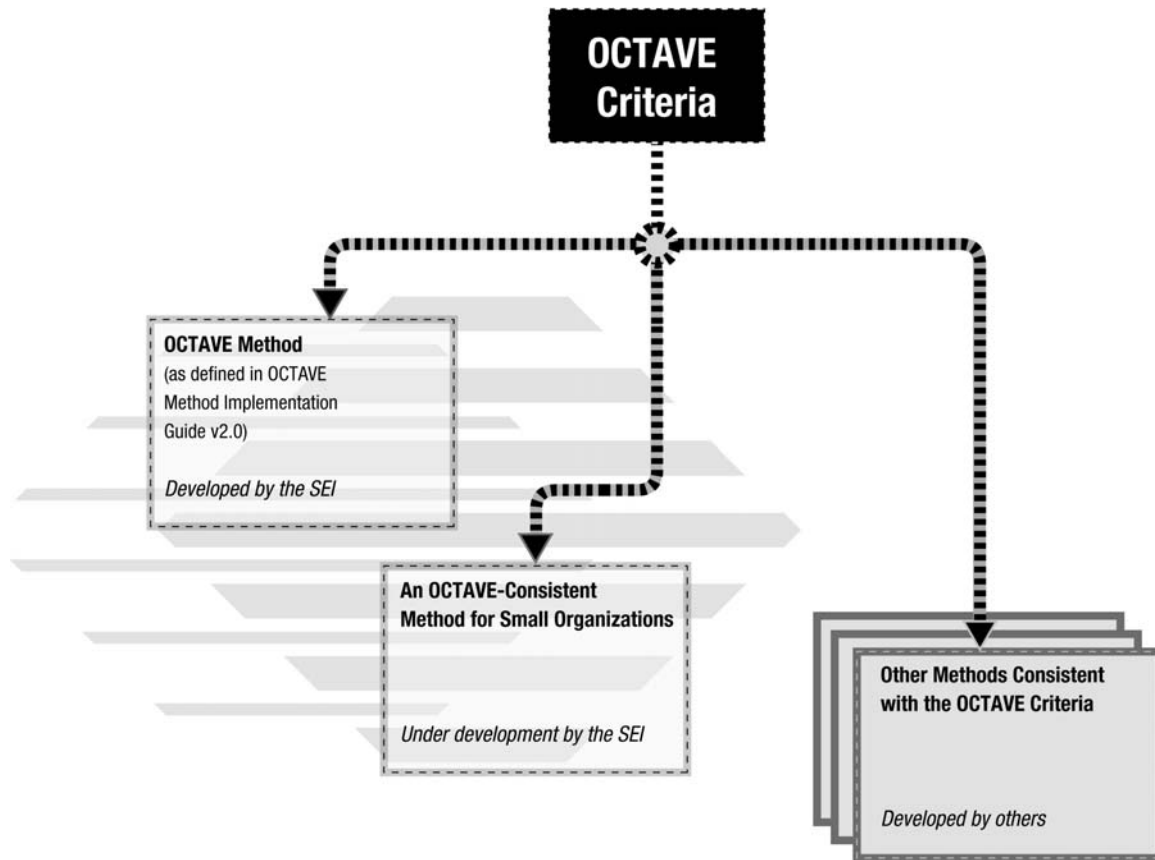 OCTAVE
Criteria
OCTAVE Method
(as defined in OCTAVE
Method Implementation
Guide v2.0)
Developed by the SEI
An OCTAVE-Consistent
Method for Small Organizations
Under development by the SEI
Other Methods Consistent
with the OCTAVE Criteria
Developed by others